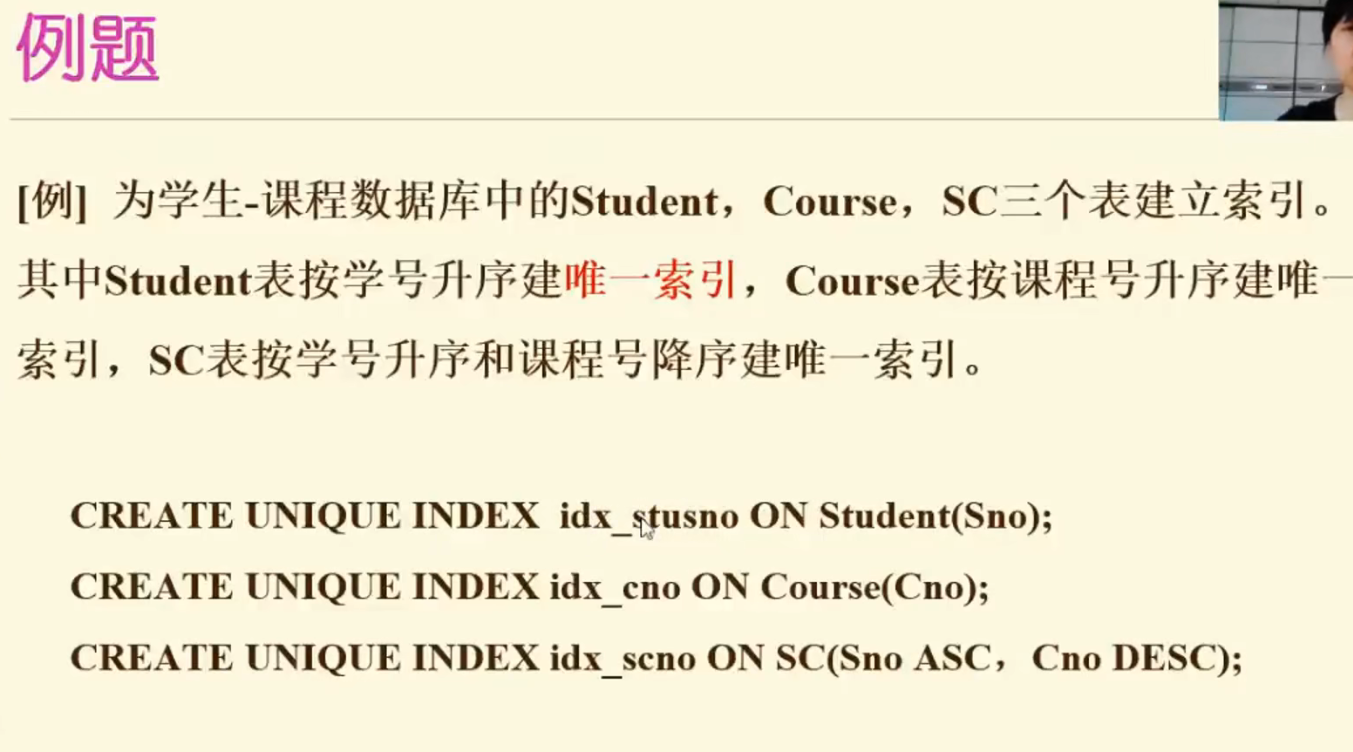 例题
[例] 为学生-课程数据库中的Student，Course，SC三个表建立索引。
其中Student表按学号升序建唯一索引，Course表按课程号升序建唯一
索引，SC表按学号升序和课程号降序建唯一索引。
CREATE UNIQUE INDEX  idx_stusno ON Student(Sno);
CREATE UNIQUE INDEX idx_cno ON Course(Cno);
CREATE UNIQUE INDEX idx_scno ON SC(Sno ASC，Cno DESC);